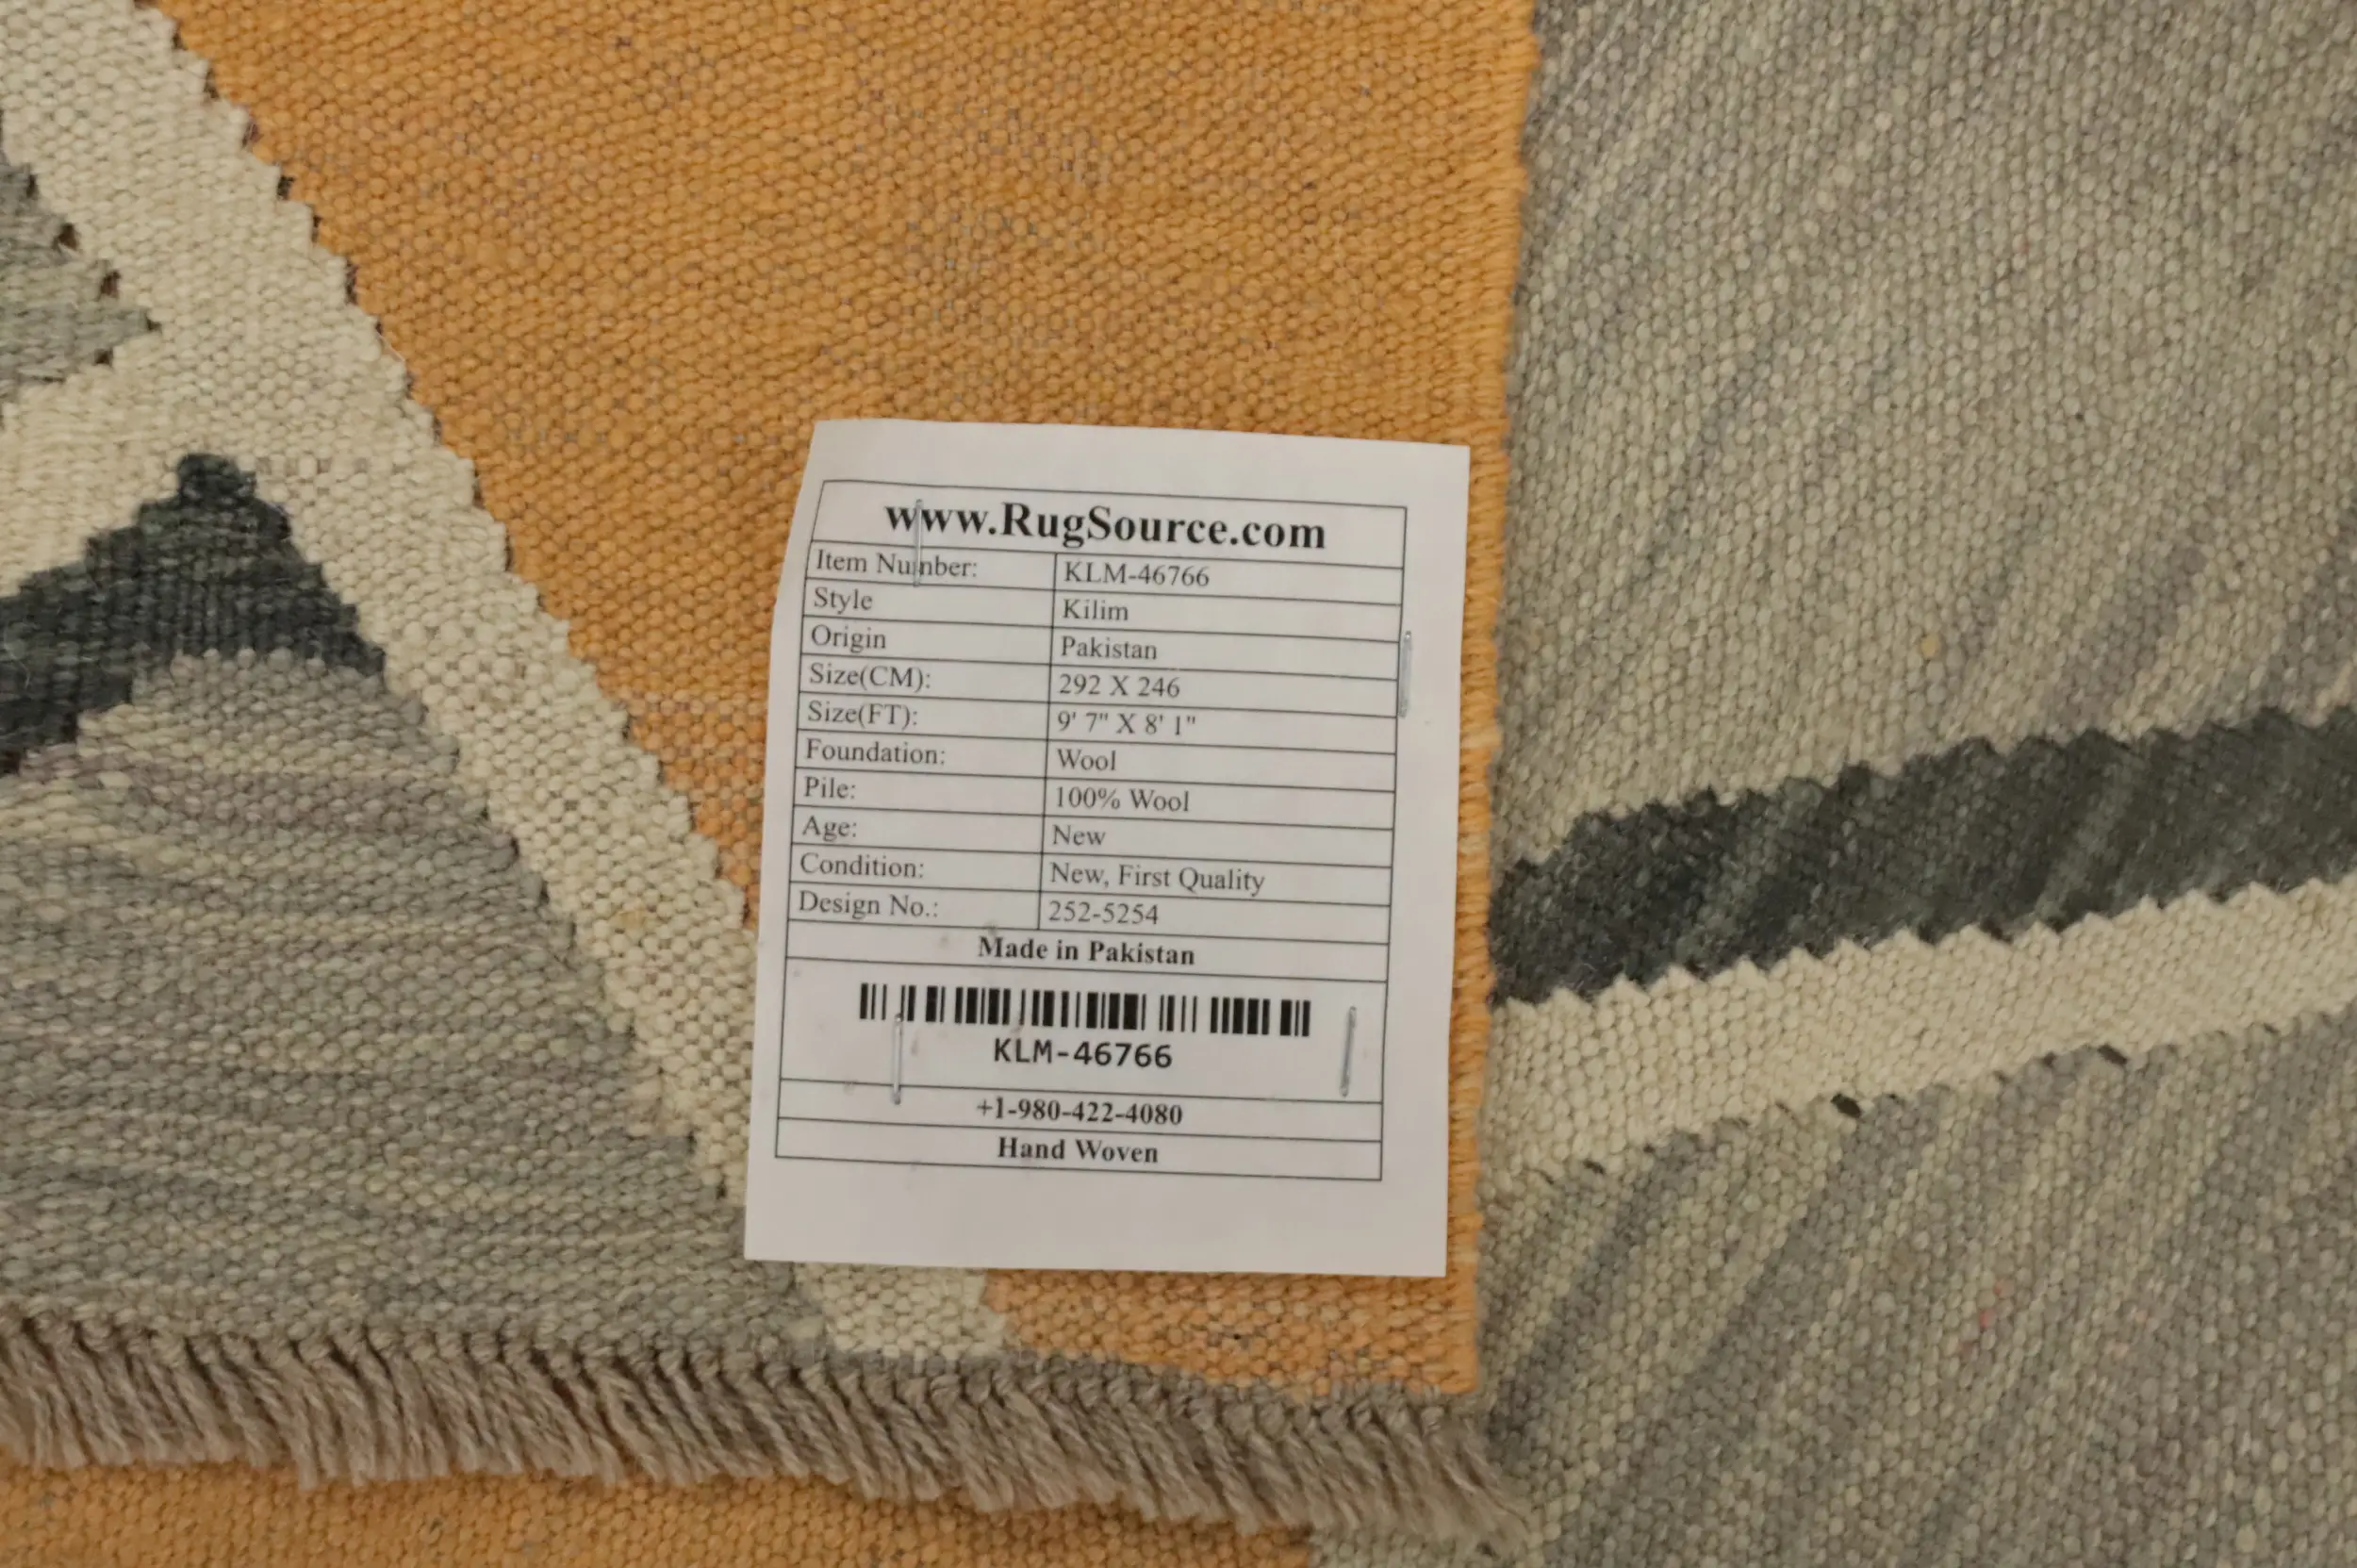 www.RugSource.com
Item Number: KLM-46766
Style Kilim
Origin Pakistan
Size(CM): 292 X 246
Size(FT): 9' 7" X 8' 1"
Foundation: Wool
Pile: 100% Wool
Age: New
Condition: New, First Quality
Design No.: 252-5254
Made in Pakistan
KLM-46766
+1-980-422-4080
Hand Woven